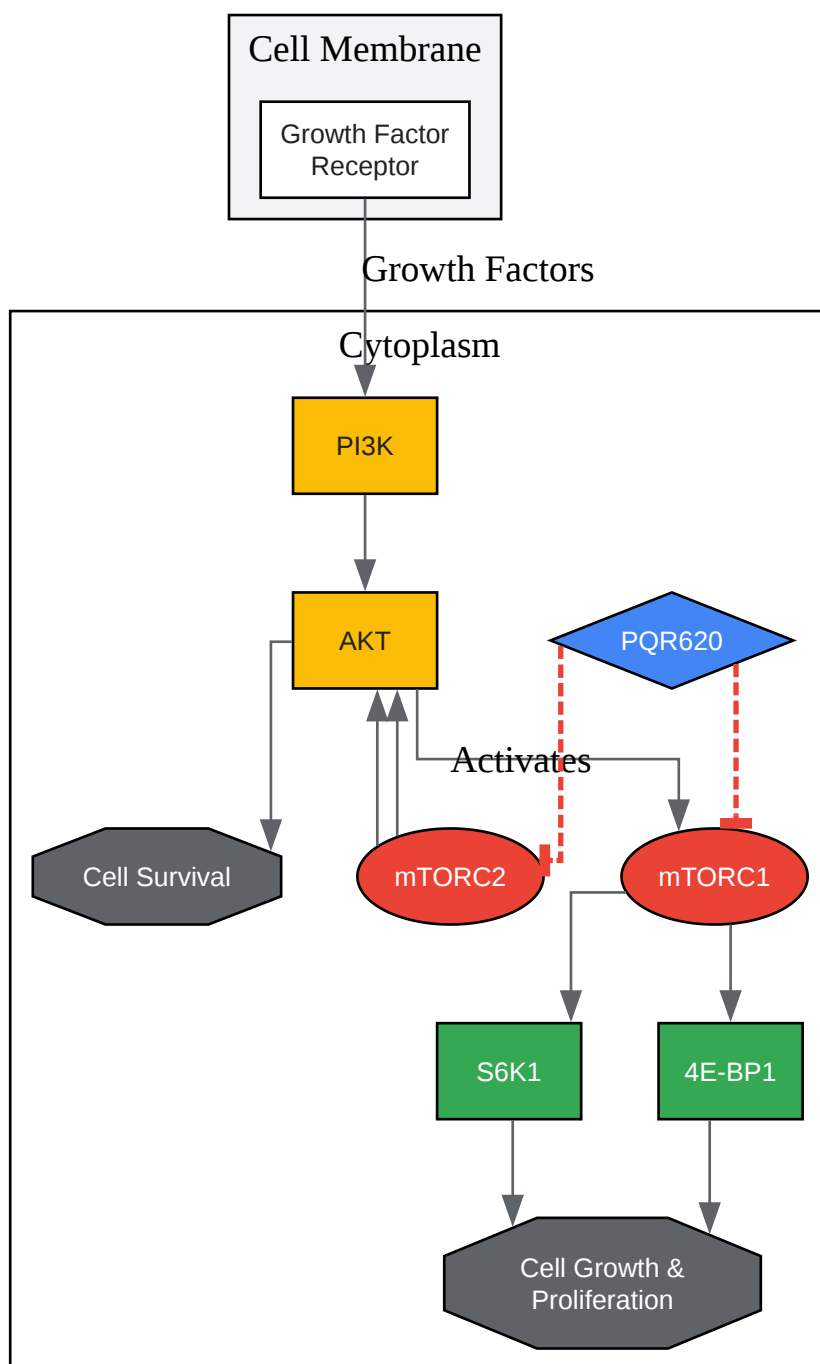 Cell Membrane
Growth Factor
Receptor
Growth Factors
Cytoplasm
PI3K
AKT
PQR620
Activates
Cell Survival
mTORC2
mTORC1
S6K1
4E-BP1
Cell Growth &
Proliferation